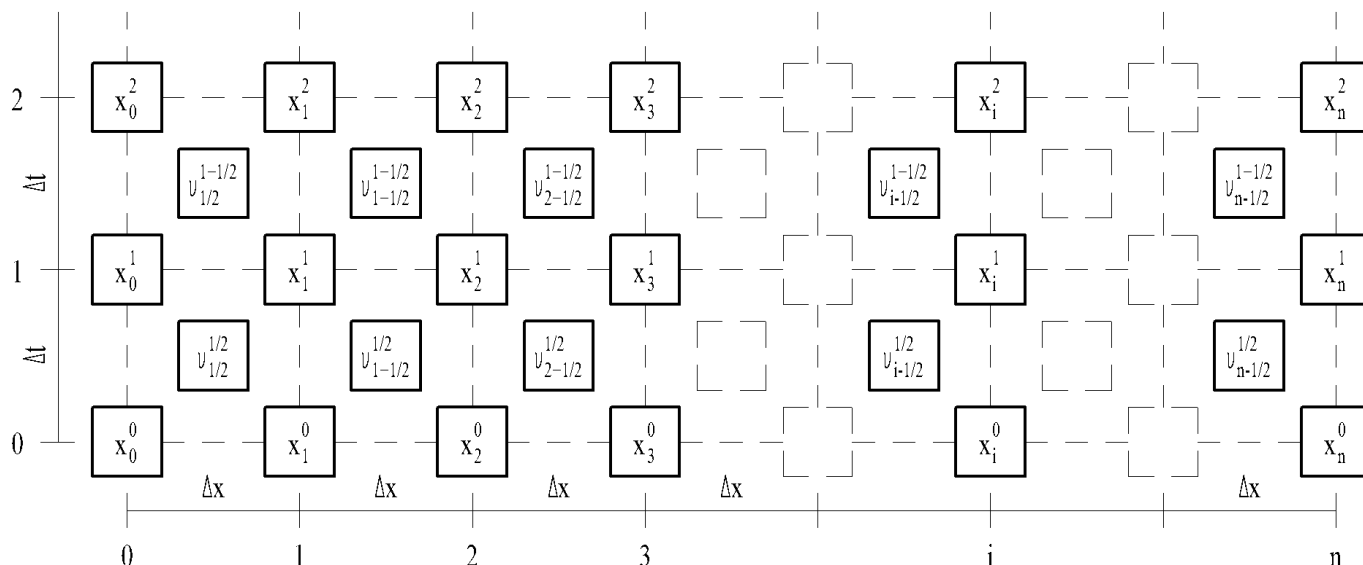 2 x_0^2 x_1^2 x_2^2 x_3^2 x_i^2 x_n^2
Δt υ_{1/2}^{1-1/2} υ_{1-1/2}^{1-1/2} υ_{2-1/2}^{1-1/2} υ_{i-1/2}^{1-1/2} υ_{n-1/2}^{1-1/2}
1 x_0^1 x_1^1 x_2^1 x_3^1 x_i^1 x_n^1
Δt υ_{1/2}^{1/2} υ_{1-1/2}^{1/2} υ_{2-1/2}^{1/2} υ_{i-1/2}^{1/2} υ_{n-1/2}^{1/2}
0 x_0^0 x_1^0 x_2^0 x_3^0 x_i^0 x_n^0
Δx Δx Δx Δx Δx
0 1 2 3 i n